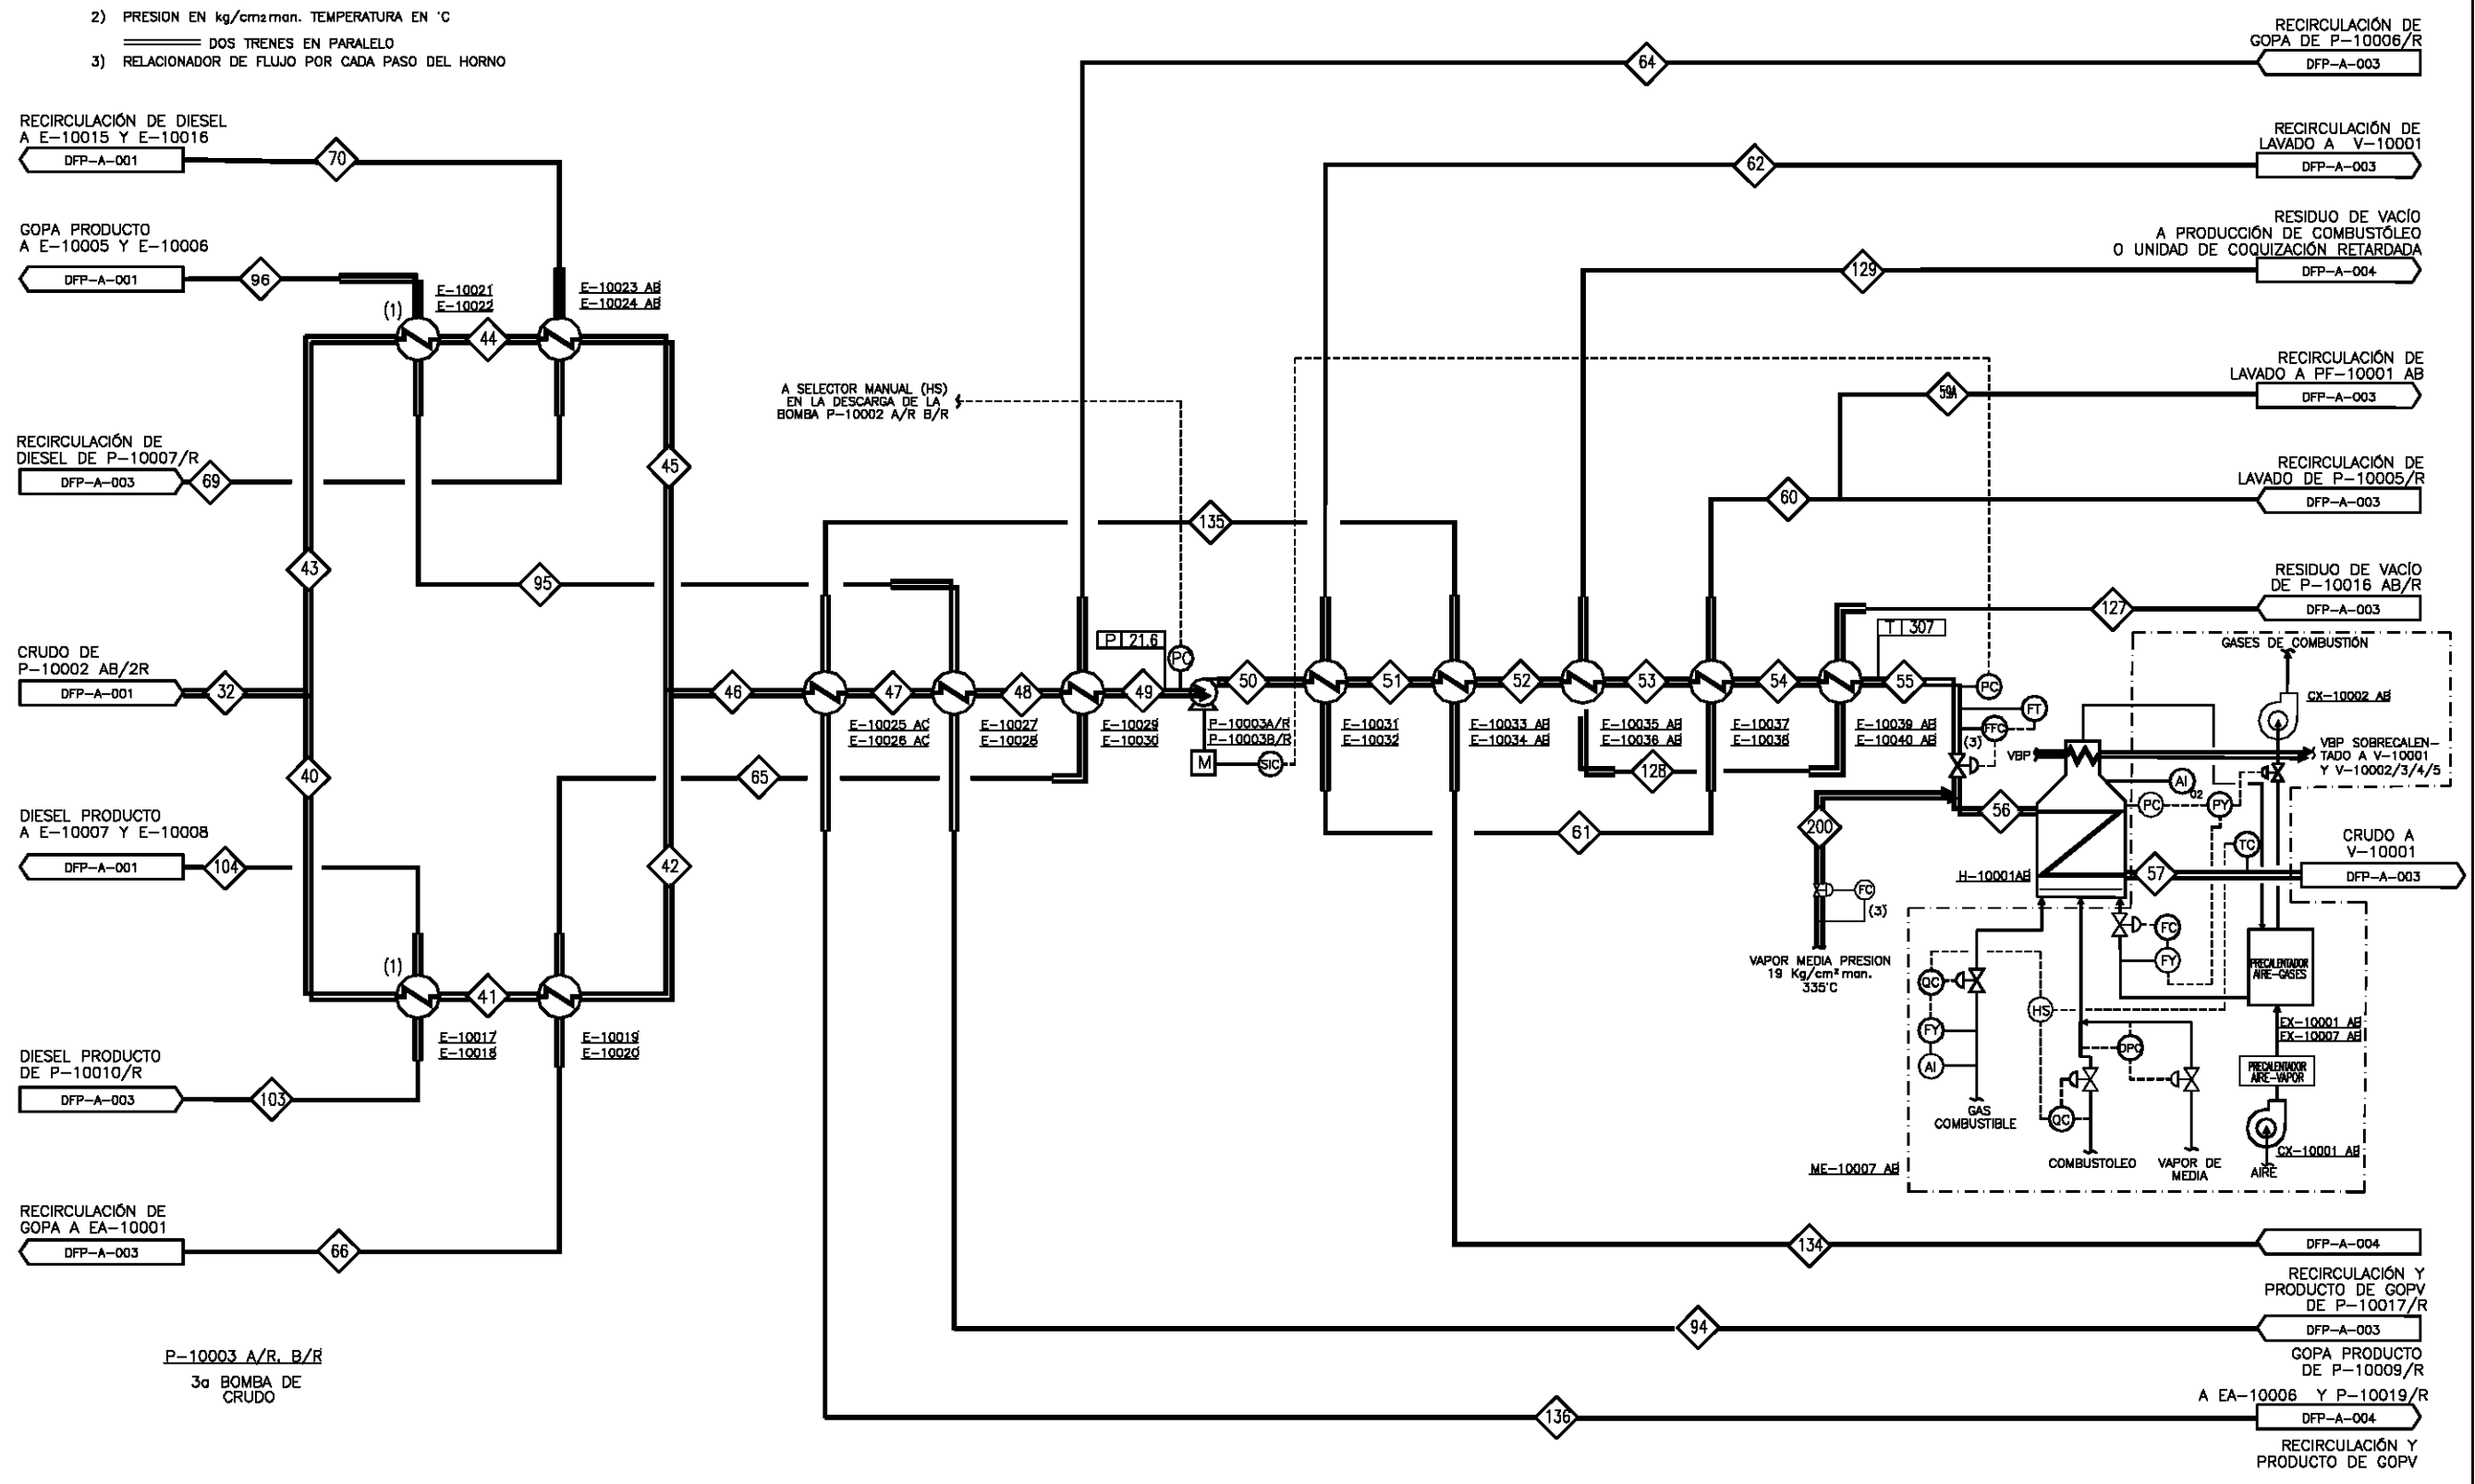 2) PRESION EN kg/cm2 man. TEMPERATURA EN °C
DOS TRENES EN PARALELO
3) RELACIONADOR DE FLUJO POR CADA PASO DEL HORNO
RECIRCULACIÓN DE
GOPA DE P-10006/R
DFP-A-003
64
RECIRCULACIÓN DE DIESEL
A E-10015 Y E-10016
DFP-A-001
70
RECIRCULACIÓN DE
LAVADO A V-10001
DFP-A-003
62
GOPA PRODUCTO
A E-10005 Y E-10006
DFP-A-001
96
RESIDUO DE VACÍO
A PRODUCCIÓN DE COMBUSTÓLEO
O UNIDAD DE COQUIZACIÓN RETARDADA
DFP-A-004
129
(1)
E-10021
E-10022
E-10023 AB
E-10024 AB
44
A SELECTOR MANUAL (HS)
EN LA DESCARGA DE LA
BOMBA P-10002 A/R B/R
RECIRCULACIÓN DE
LAVADO A PF-10001 AB
DFP-A-003
59A
RECIRCULACIÓN DE
DIESEL DE P-10007/R
DFP-A-003
69
45
RECIRCULACIÓN DE
LAVADO DE P-10005/R
DFP-A-003
60
135
43
95
RESIDUO DE VACÍO
DE P-10016 AB/R
DFP-A-003
127
CRUDO DE
P-10002 AB/2R
DFP-A-001
32
46
47
48
49
P 21.6
PC
50
51
52
53
54
55
T 307
PC
E-10025 AC
E-10026 AC
E-10027
E-10028
E-10029
E-10030
P-10003A/R
P-10003B/R
E-10031
E-10032
E-10033 AB
E-10034 AB
E-10035 AB
E-10036 AB
E-10037
E-10038
E-10039 AB
E-10040 AB
M
SIC
FT
FFC
(3)
GASES DE COMBUSTIÓN
CX-10002 AB
VBP
VBP SOBRECALEN-
TADO A V-10001
Y V-10002/3/4/5
AI
O2
PC
PY
TC
40
65
128
61
200
56
DIESEL PRODUCTO
A E-10007 Y E-10008
DFP-A-001
104
42
H-10001AB
57
CRUDO A
V-10001
DFP-A-003
FC
(3)
VAPOR MEDIA PRESION
19 Kg/cm² man.
335°C
FC
FY
PRECALENTADOR
AIRE-GASES
(1)
41
E-10017
E-10018
E-10019
E-10020
QC
FY
AI
HS
DPC
QC
EX-10001 AB
EX-10007 AB
PRECALENTADOR
AIRE-VAPOR
CX-10001 AB
AIRE
GAS
COMBUSTIBLE
COMBUSTOLEO
VAPOR DE
MEDIA
ME-10007 AB
DIESEL PRODUCTO
DE P-10010/R
DFP-A-003
103
RECIRCULACIÓN DE
GOPA A EA-10001
DFP-A-003
66
134
DFP-A-004
RECIRCULACIÓN Y
PRODUCTO DE GOPV
DE P-10017/R
94
DFP-A-003
GOPA PRODUCTO
DE P-10009/R
A EA-10006 Y P-10019/R
136
DFP-A-004
RECIRCULACIÓN Y
PRODUCTO DE GOPV
P-10003 A/R, B/R
3a BOMBA DE
CRUDO